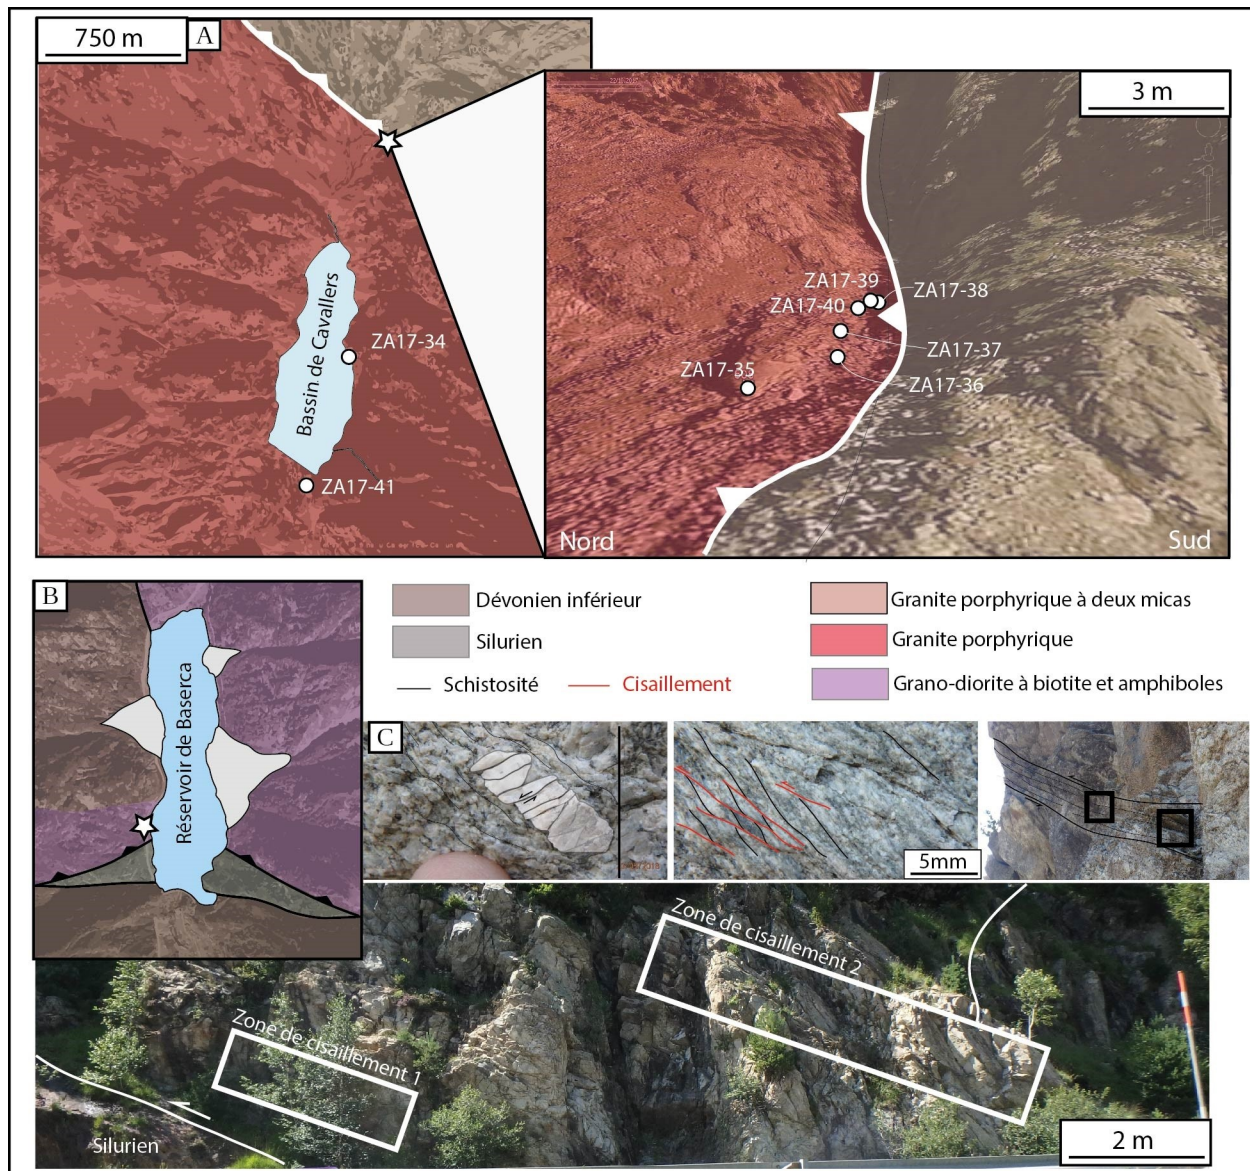 750 m
A
Bassin de Cavallers
ZA17-34
ZA17-41
3 m
ZA17-39
ZA17-38
ZA17-40
ZA17-37
ZA17-35
ZA17-36
Nord
Sud
B
Réservoir de Baserca
Dévonien inférieur
Silurien
Schistosité
Cisaillement
Granite porphyrique à deux micas
Granite porphyrique
Grano-diorite à biotite et amphiboles
C
5mm
Zone de cisaillement 2
Zone de cisaillement 1
Silurien
2 m